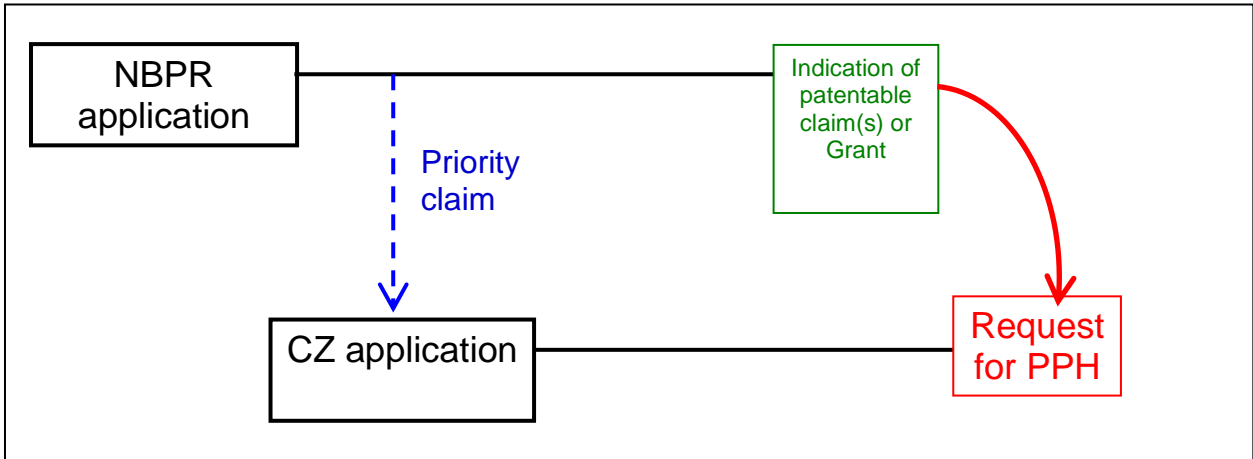 NBPR
application
Indication of
patentable
claim(s) or
Grant
Priority
claim
CZ application
Request
for PPH